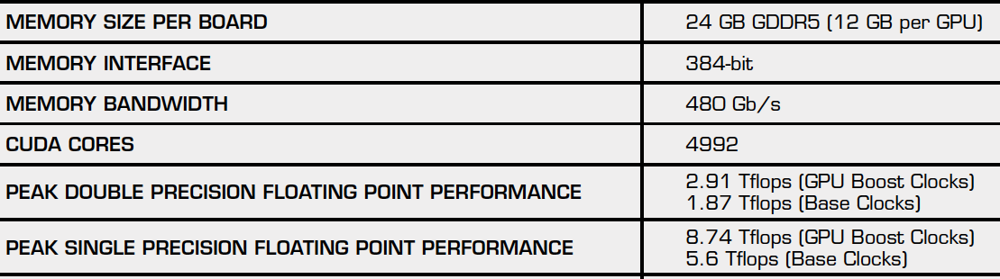 MEMORY SIZE PER BOARD
24 GB GDDR5 (12 GB per GPU)
MEMORY INTERFACE
384-bit
MEMORY BANDWIDTH
480 Gb/s
CUDA CORES
4992
PEAK DOUBLE PRECISION FLOATING POINT PERFORMANCE
2.91 Tflops (GPU Boost Clocks)
1.87 Tflops (Base Clocks)
PEAK SINGLE PRECISION FLOATING POINT PERFORMANCE
8.74 Tflops (GPU Boost Clocks)
5.6 Tflops (Base Clocks)